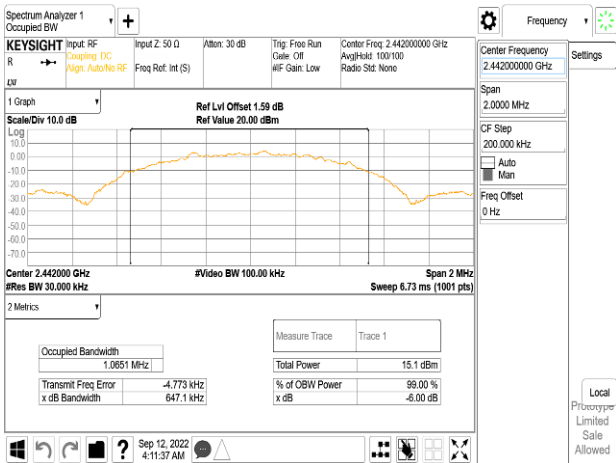 Spectrum Analyzer 1
Occupied BW
Frequency
KEYSIGHT
R
Input: RF
Coupling: DC
Align: Auto/No RF
Input Z: 50 Ω
Freq Ref: Int (S)
Atten: 30 dB
Trig: Free Run
Gate: Off
#IF Gain: Low
Center Freq: 2.442000000 GHz
Avg|Hold: 100/100
Radio Std: None
Center Frequency
2.442000000 GHz
Settings
Span
2.0000 MHz
CF Step
200.000 kHz
Auto
Man
Freq Offset
0 Hz
1 Graph
Scale/Div 10.0 dB
Ref Lvl Offset 1.59 dB
Ref Value 20.00 dBm
Log
10.0
0.00
-10.0
-20.0
-30.0
-40.0
-50.0
-60.0
-70.0
Center 2.442000 GHz
#Res BW 30.000 kHz
#Video BW 100.00 kHz
Span 2 MHz
Sweep 6.73 ms (1001 pts)
2 Metrics
Measure Trace
Trace 1
Occupied Bandwidth
1.0651 MHz
Total Power
15.1 dBm
Transmit Freq Error
-4.773 kHz
% of OBW Power
99.00 %
x dB Bandwidth
647.1 kHz
x dB
-6.00 dB
Local
Prototype
Limited
Sale
Allowed
?
Sep 12, 2022
4:11:37 AM